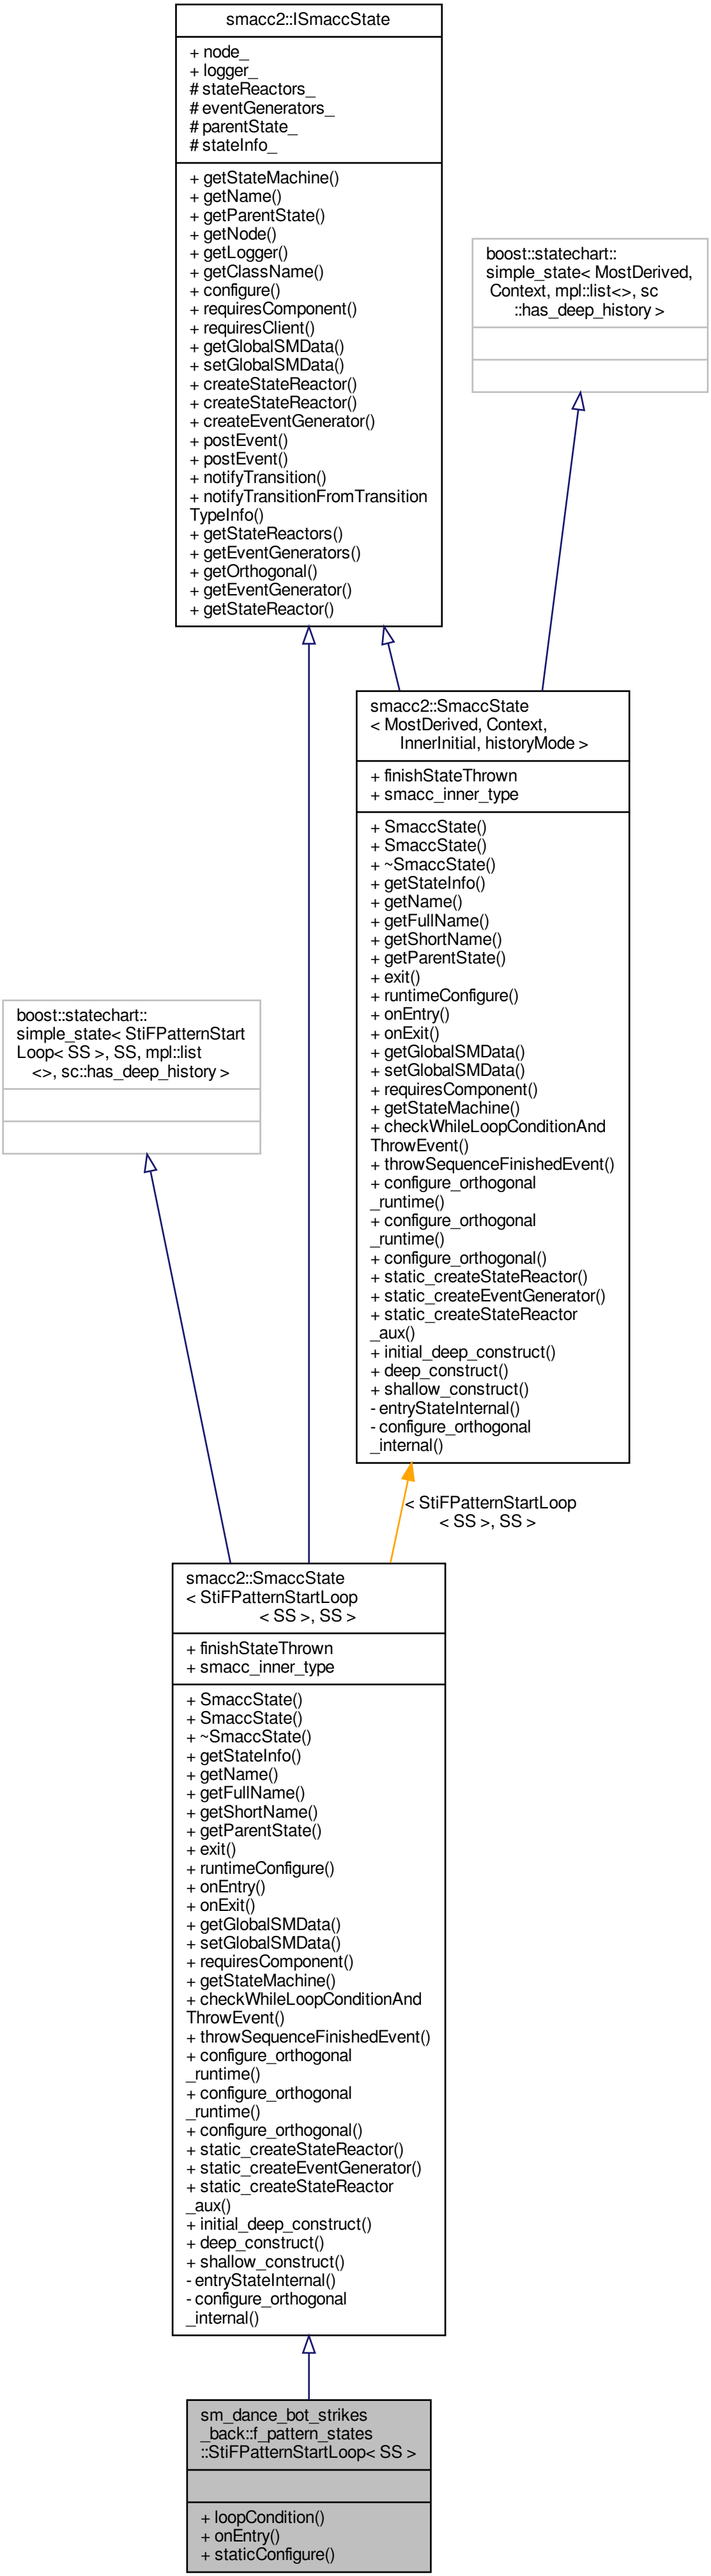 smacc2::ISmaccState
+ node_
+ logger_
# stateReactors_
# eventGenerators_
# parentState_
# stateInfo_
+ getStateMachine()
+ getName()
+ getParentState()
+ getNode()
+ getLogger()
+ getClassName()
+ configure()
+ requiresComponent()
+ requiresClient()
+ getGlobalSMData()
+ setGlobalSMData()
+ createStateReactor()
+ createStateReactor()
+ createEventGenerator()
+ postEvent()
+ postEvent()
+ notifyTransition()
+ notifyTransitionFromTransition
TypeInfo()
+ getStateReactors()
+ getEventGenerators()
+ getOrthogonal()
+ getEventGenerator()
+ getStateReactor()
boost::statechart::
simple_state< MostDerived,
Context, mpl::list<>, sc
::has_deep_history >
smacc2::SmaccState
< MostDerived, Context,
InnerInitial, historyMode >
+ finishStateThrown
+ smacc_inner_type
+ SmaccState()
+ SmaccState()
+ ~SmaccState()
+ getStateInfo()
+ getName()
+ getFullName()
+ getShortName()
+ getParentState()
+ exit()
+ runtimeConfigure()
+ onEntry()
+ onExit()
+ getGlobalSMData()
+ setGlobalSMData()
+ requiresComponent()
+ getStateMachine()
+ checkWhileLoopConditionAnd
ThrowEvent()
+ throwSequenceFinishedEvent()
+ configure_orthogonal
_runtime()
+ configure_orthogonal
_runtime()
+ configure_orthogonal()
+ static_createStateReactor()
+ static_createEventGenerator()
+ static_createStateReactor
_aux()
+ initial_deep_construct()
+ deep_construct()
+ shallow_construct()
- entryStateInternal()
- configure_orthogonal
_internal()
boost::statechart::
simple_state< StiFPatternStart
Loop< SS >, SS, mpl::list
<>, sc::has_deep_history >
< StiFPatternStartLoop
< SS >, SS >
smacc2::SmaccState
< StiFPatternStartLoop
< SS >, SS >
+ finishStateThrown
+ smacc_inner_type
+ SmaccState()
+ SmaccState()
+ ~SmaccState()
+ getStateInfo()
+ getName()
+ getFullName()
+ getShortName()
+ getParentState()
+ exit()
+ runtimeConfigure()
+ onEntry()
+ onExit()
+ getGlobalSMData()
+ setGlobalSMData()
+ requiresComponent()
+ getStateMachine()
+ checkWhileLoopConditionAnd
ThrowEvent()
+ throwSequenceFinishedEvent()
+ configure_orthogonal
_runtime()
+ configure_orthogonal
_runtime()
+ configure_orthogonal()
+ static_createStateReactor()
+ static_createEventGenerator()
+ static_createStateReactor
_aux()
+ initial_deep_construct()
+ deep_construct()
+ shallow_construct()
- entryStateInternal()
- configure_orthogonal
_internal()
sm_dance_bot_strikes
_back::f_pattern_states
::StiFPatternStartLoop< SS >
+ loopCondition()
+ onEntry()
+ staticConfigure()